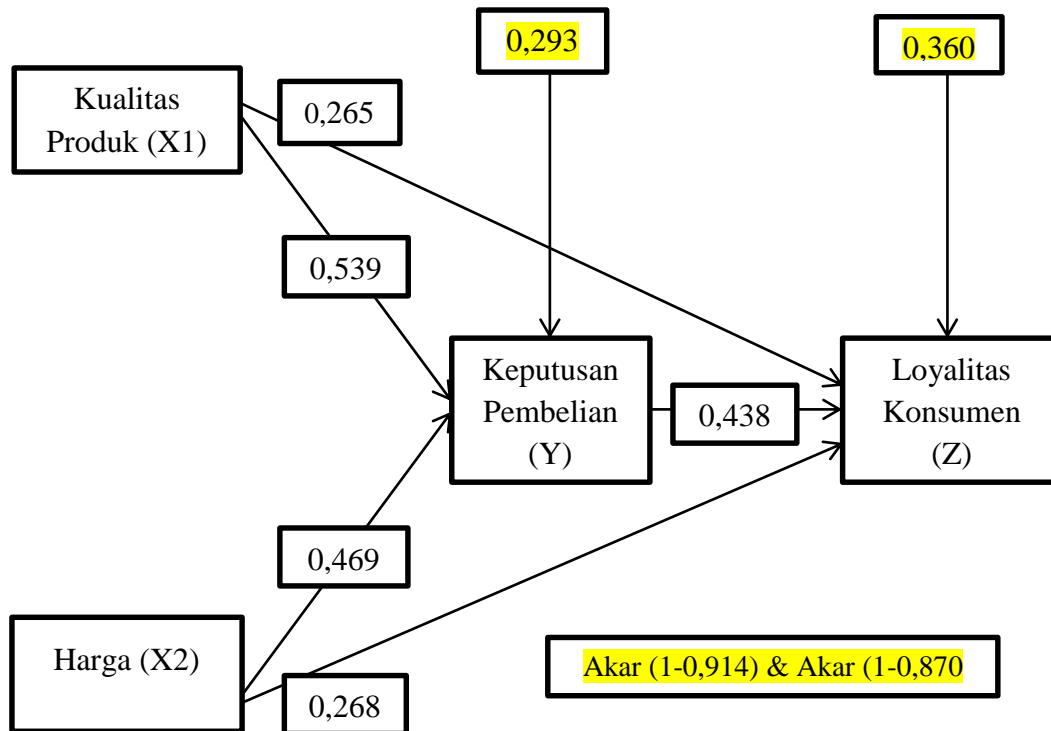 0,293
0,360
Kualitas
Produk (X1)
0,265
0,539
Keputusan
Pembelian
(Y)
0,438
Loyalitas
Konsumen
(Z)
0,469
Harga (X2)
0,268
Akar (1-0,914) & Akar (1-0,870